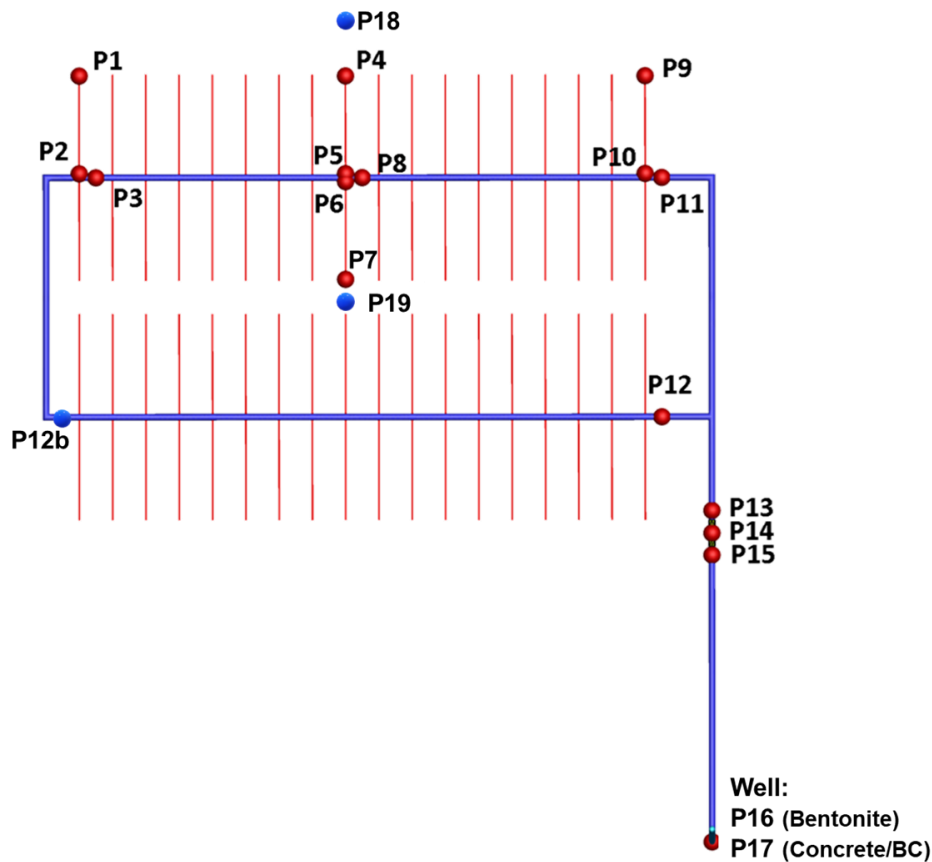 P18
P1
P4
P9
P2
P5
P8
P10
P3
P6
P11
P7
P19
P12
P12b
P13
P14
P15
Well:
P16 (Bentonite)
P17 (Concrete/BC)